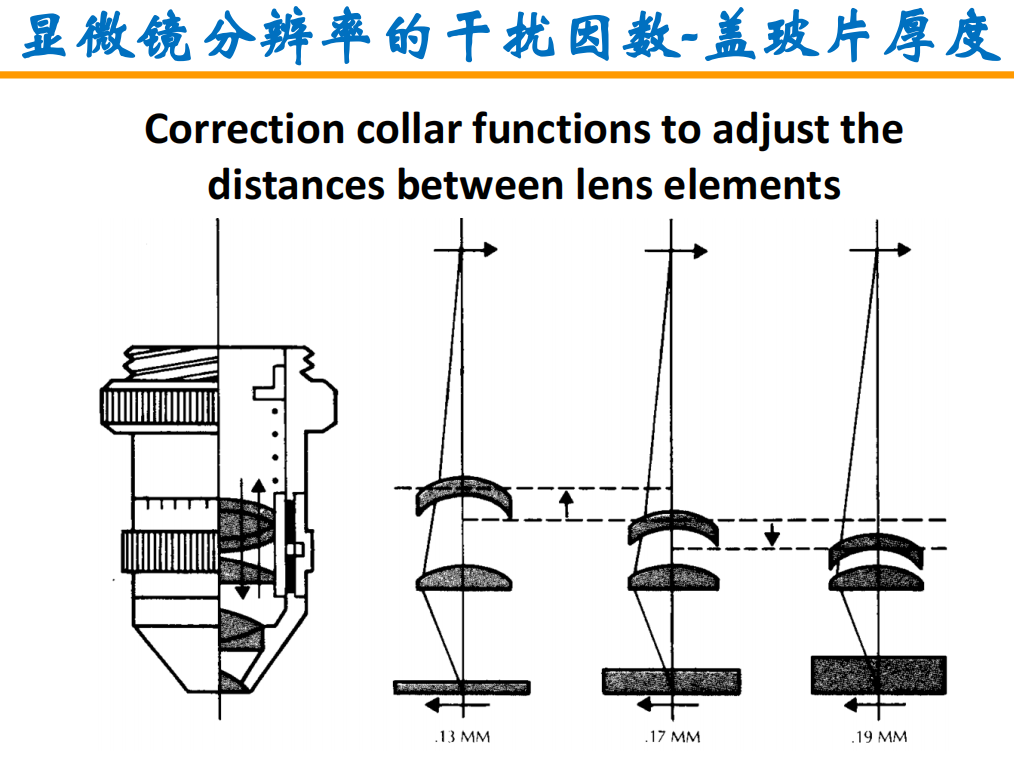 显微镜分辨率的干扰因数-盖玻片厚度
Correction collar functions to adjust the
distances between lens elements
.13 MM
.17 MM
.19 MM